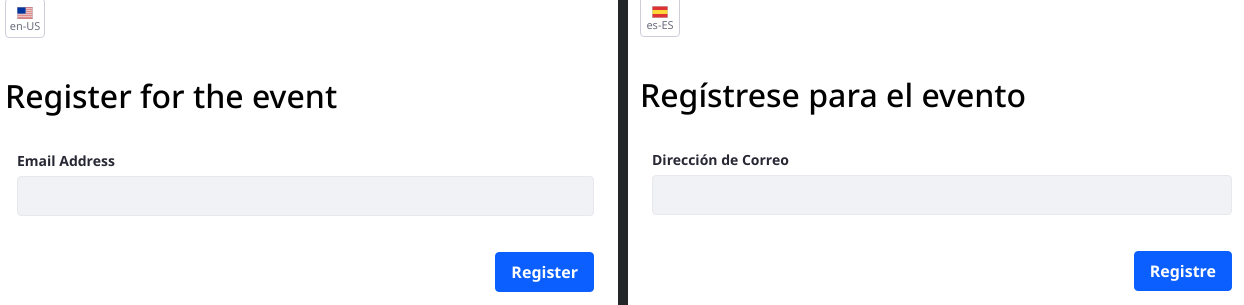 en-US
Register for the event
Email Address
Register
es-ES
Regístrese para el evento
Dirección de Correo
Registre